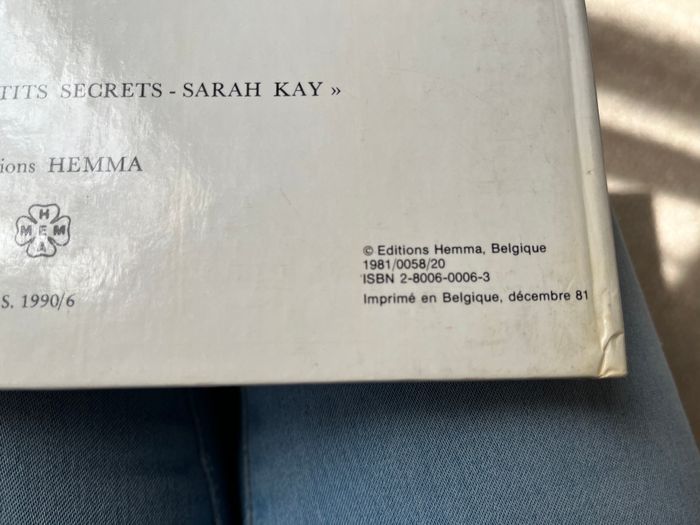 TITS SECRETS - SARAH KAY »
ions HEMMA
H
MEM
A
S. 1990/6
© Editions Hemma, Belgique
1981/0058/20
ISBN 2-8006-0006-3
Imprimé en Belgique, décembre 81